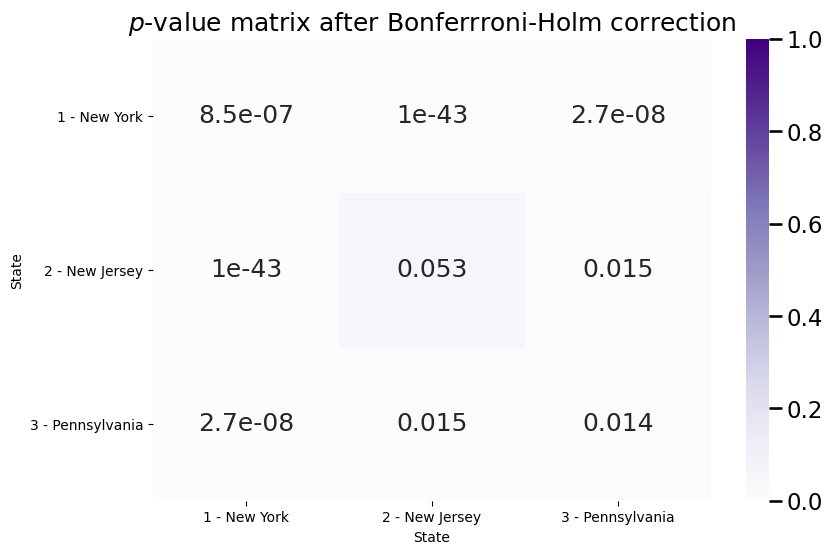 p-value matrix after Bonferrroni-Holm correction
1.0
0.8
0.6
0.4
0.2
0.0
State
1 - New York
8.5e-07 1e-43 2.7e-08
2 - New Jersey
1e-43 0.053 0.015
3 - Pennsylvania
2.7e-08 0.015 0.014
1 - New York 2 - New Jersey 3 - Pennsylvania
State